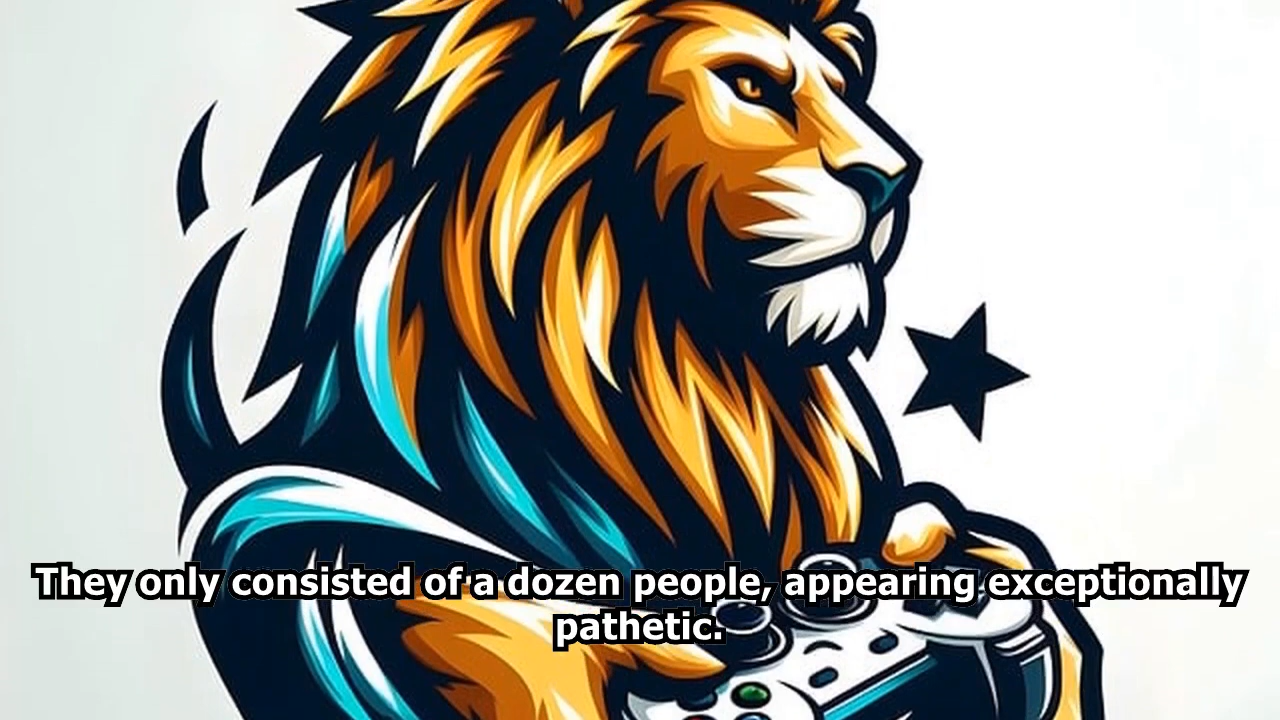 They only consisted of a dozen people, appearing exceptionally
pathetic.